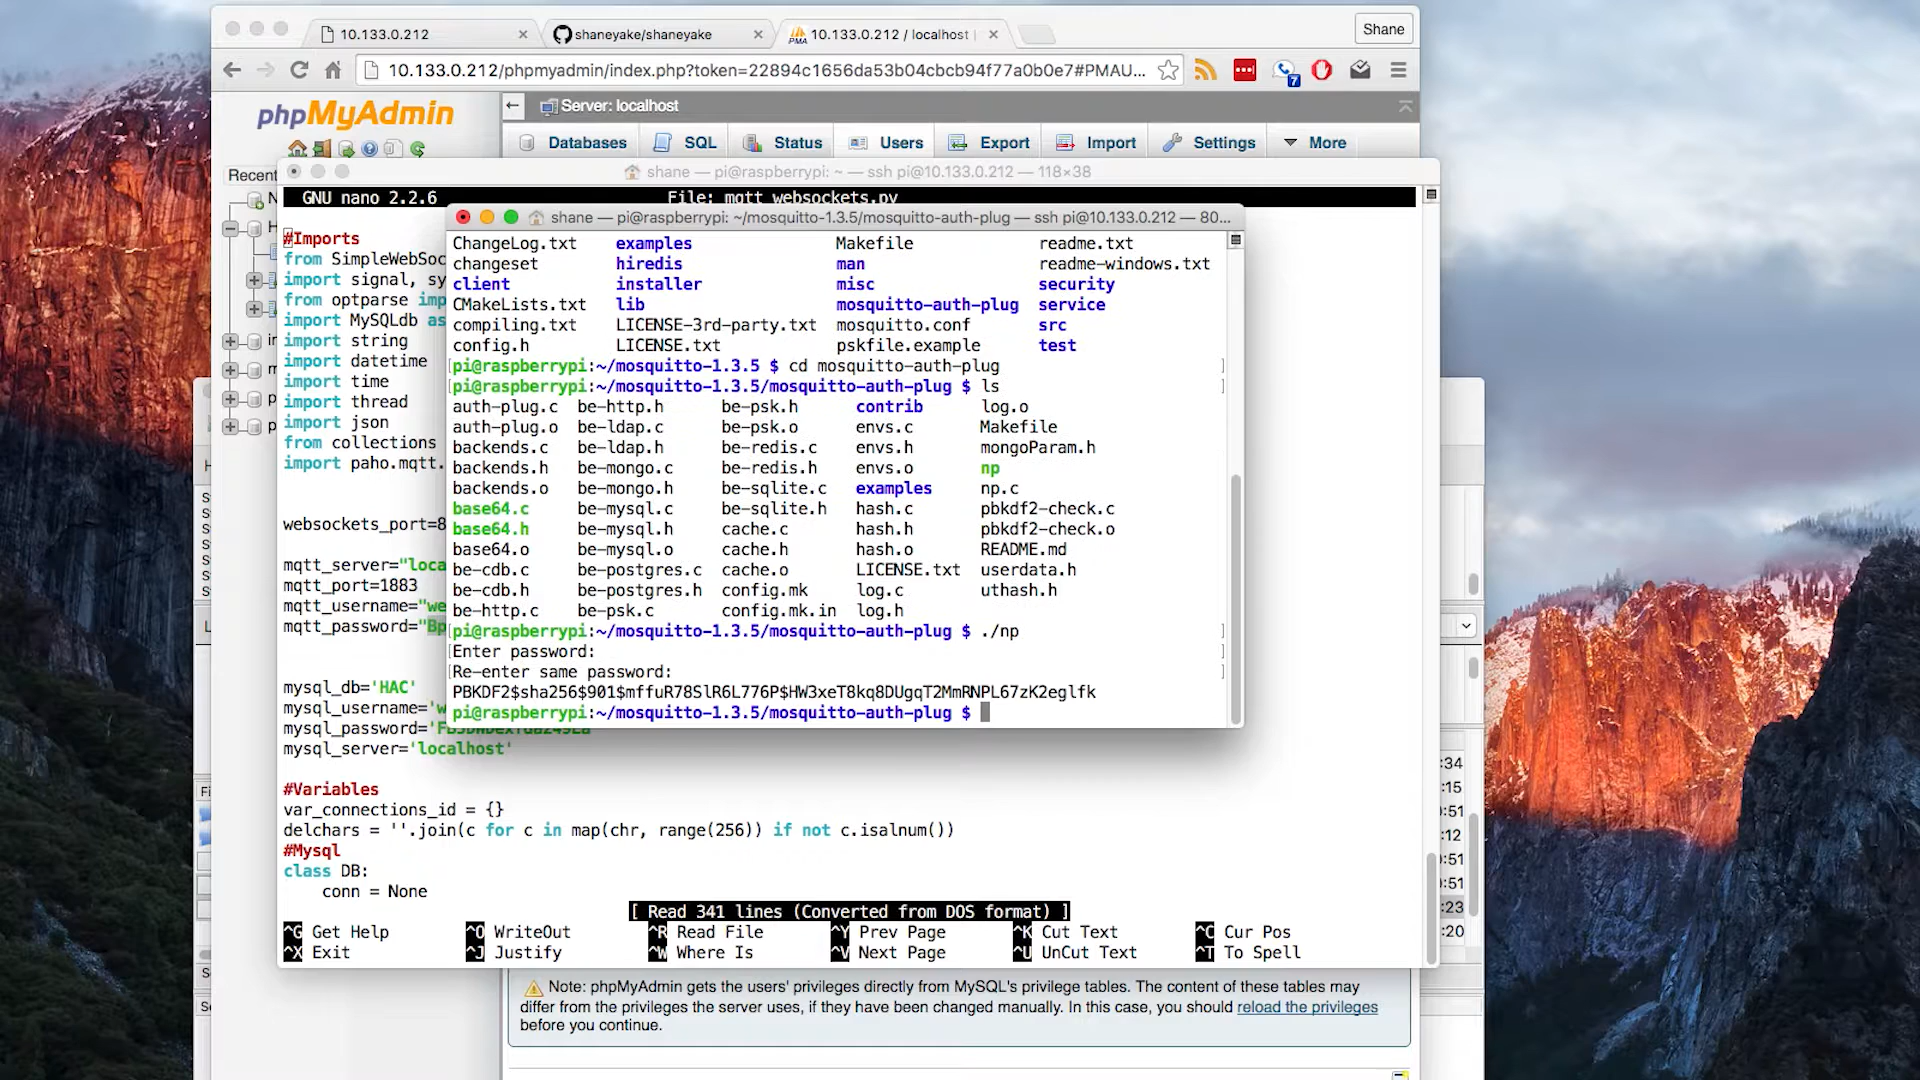 10.133.0.212
shaneyake/shaneyake
10.133.0.212 / localhost |
Shane
10.133.0.212/phpmyadmin/index.php?token=22894c1656da53b04cbcb94f77a0b0e7#PMAU...
7
phpMyAdmin
Server: localhost
Databases SQL Status Users Export Import Settings More
Recent
shane — pi@raspberrypi: ~ — ssh pi@10.133.0.212 — 118×38
GNU nano 2.2.6 File: mqtt_websockets.py
#Imports
from SimpleWebSoc
import signal, sy
from optparse imp
import MySQLdb as
import string
import datetime
import time
import thread
import json
from collections
import paho.mqtt.
websockets_port=8
mqtt_server="loca
mqtt_port=1883
mqtt_username="we
mqtt_password="Bp
mysql_db='HAC'
mysql_username='w
mysql_password='
mysql_server='localhost'
#Variables
var_connections_id = {}
delchars = ''.join(c for c in map(chr, range(256)) if not c.isalnum())
#Mysql
class DB:
conn = None
[ Read 341 lines (Converted from DOS format) ]
^G Get Help ^O WriteOut ^R Read File ^Y Prev Page ^K Cut Text ^C Cur Pos
^X Exit ^J Justify ^W Where Is ^V Next Page ^U UnCut Text ^T To Spell
shane — pi@raspberrypi: ~/mosquitto-1.3.5/mosquitto-auth-plug — ssh pi@10.133.0.212 — 80...
ChangeLog.txt examples Makefile readme.txt
changeset hiredis man readme-windows.txt
client installer misc security
CMakeLists.txt lib mosquitto-auth-plug service
compiling.txt LICENSE-3rd-party.txt mosquitto.conf src
config.h LICENSE.txt pskfile.example test
[pi@raspberrypi:~/mosquitto-1.3.5 $ cd mosquitto-auth-plug ]
[pi@raspberrypi:~/mosquitto-1.3.5/mosquitto-auth-plug $ ls ]
auth-plug.c be-http.h be-psk.h contrib log.o
auth-plug.o be-ldap.c be-psk.o envs.c Makefile
backends.c be-ldap.h be-redis.c envs.h mongoParam.h
backends.h be-mongo.c be-redis.h envs.o np
backends.o be-mongo.h be-sqlite.c examples np.c
base64.c be-mysql.c be-sqlite.h hash.c pbkdf2-check.c
base64.h be-mysql.h cache.c hash.h pbkdf2-check.o
base64.o be-mysql.o cache.h hash.o README.md
be-cdb.c be-postgres.c cache.o LICENSE.txt userdata.h
be-cdb.h be-postgres.h config.mk log.c uthash.h
be-http.c be-psk.c config.mk.in log.h
[pi@raspberrypi:~/mosquitto-1.3.5/mosquitto-auth-plug $ ./np ]
[Enter password: ]
[Re-enter same password: ]
PBKDF2$sha256$901$mffuR78SlR6L776P$HW3xeT8kq8DUgqT2MmRNPL67zK2eglfk
pi@raspberrypi:~/mosquitto-1.3.5/mosquitto-auth-plug $
:34
:15
:51
:12
:51
:51
:23
:20
Note: phpMyAdmin gets the users' privileges directly from MySQL's privilege tables. The content of these tables may
differ from the privileges the server uses, if they have been changed manually. In this case, you should reload the privileges
before you continue.